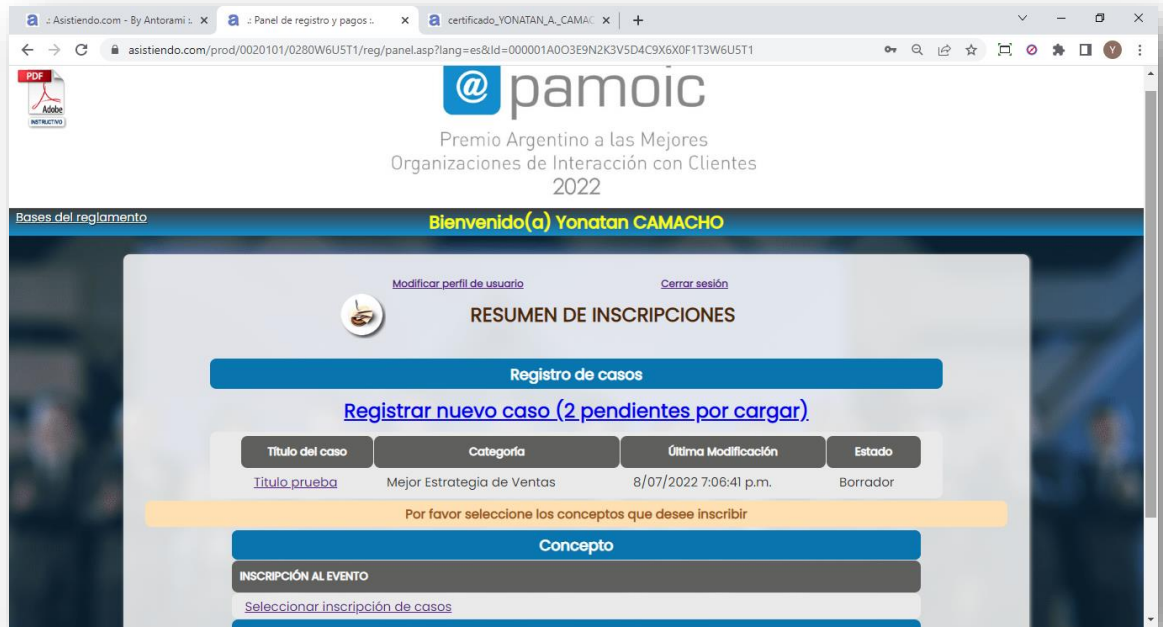 .: Asistiendo.com - By Antorami :.
.: Panel de registro y pagos :.
certificado_YONATAN_A._CAMAC
asistiendo.com/prod/0020101/0280W6U5T1/reg/panel.asp?lang=es&Id=000001A0O3E9N2K3V5D4C9X6X0F1T3W6U5T1
Y
PDF
Adobe
INSTRUCTIVO
@pamoic
Premio Argentino a las Mejores
Organizaciones de Interacción con Clientes
2022
Bases del reglamento
Bienvenido(a) Yonatan CAMACHO
Modificar perfil de usuario
Cerrar sesión
RESUMEN DE INSCRIPCIONES
Registro de casos
Registrar nuevo caso (2 pendientes por cargar)
Título del caso Categoría Última Modificación Estado
Titulo prueba Mejor Estrategia de Ventas 8/07/2022 7:06:41 p.m. Borrador
Por favor seleccione los conceptos que desee inscribir
Concepto
INSCRIPCIÓN AL EVENTO
Seleccionar inscripción de casos